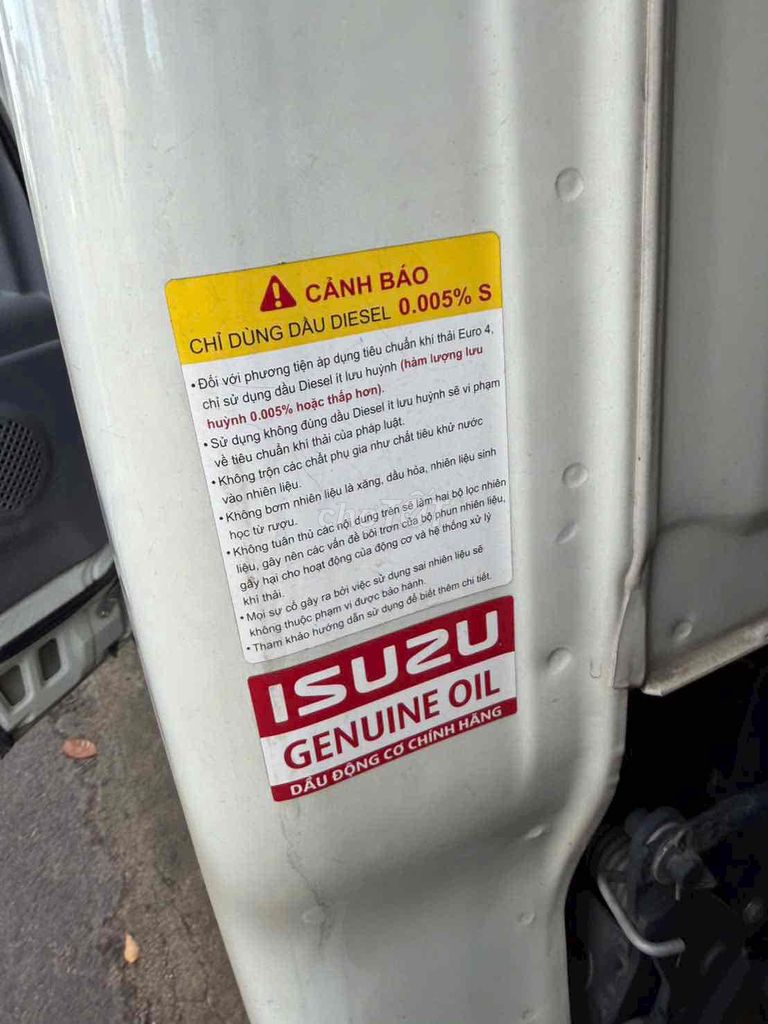 CẢNH BÁO
CHỈ DÙNG DẦU DIESEL 0.005% S
• Đối với phương tiện áp dụng tiêu chuẩn khí thải Euro 4,
chỉ sử dụng dầu Diesel ít lưu huỳnh (hàm lượng lưu
huỳnh 0.005% hoặc thấp hơn).
• Sử dụng không đúng dầu Diesel ít lưu huỳnh sẽ vi phạm
về tiêu chuẩn khí thải của pháp luật.
• Không trộn các chất phụ gia như chất tiêu khử nước
vào nhiên liệu.
• Không bơm nhiên liệu là xăng, dầu hỏa, nhiên liệu sinh
học từ rượu.
• Không tuân thủ các nội dung trên sẽ làm hại bộ lọc nhiên
liệu, gây nên các vấn đề bôi trơn của bộ phun nhiên liệu,
gây hại cho hoạt động của động cơ và hệ thống xử lý
khí thải.
• Mọi sự cố gây ra bởi việc sử dụng sai nhiên liệu sẽ
không thuộc phạm vi được bảo hành.
• Tham khảo hướng dẫn sử dụng để biết thêm chi tiết.
ISUZU
GENUINE OIL
DẦU ĐỘNG CƠ CHÍNH HÃNG